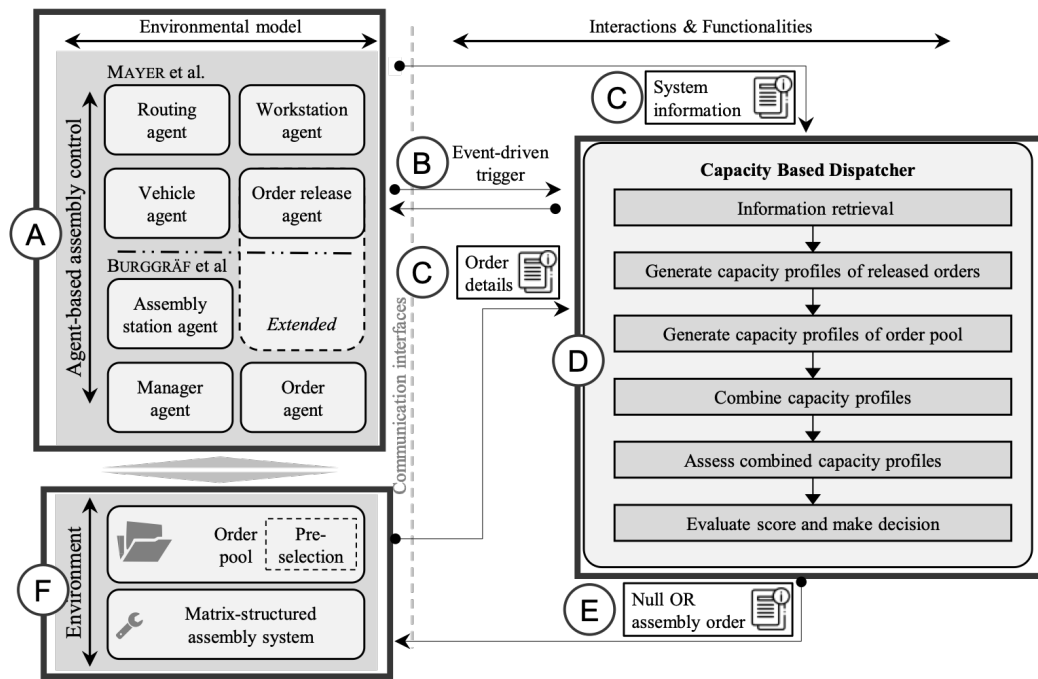 Environmental model
Interactions & Functionalities
MAYER et al.
Routing
agent
Workstation
agent
Vehicle
agent
Order release
agent
BURGGRÄF et al
Assembly
station agent
Extended
Manager
agent
Order
agent
Agent-based assembly control
A
B
Event-driven
trigger
C
System
information
C
Order
details
Communication interfaces
Capacity Based Dispatcher
Information retrieval
Generate capacity profiles of released orders
Generate capacity profiles of order pool
Combine capacity profiles
Assess combined capacity profiles
Evaluate score and make decision
D
E
Null OR
assembly order
F
Environment
Order
pool
Pre-
selection
Matrix-structured
assembly system